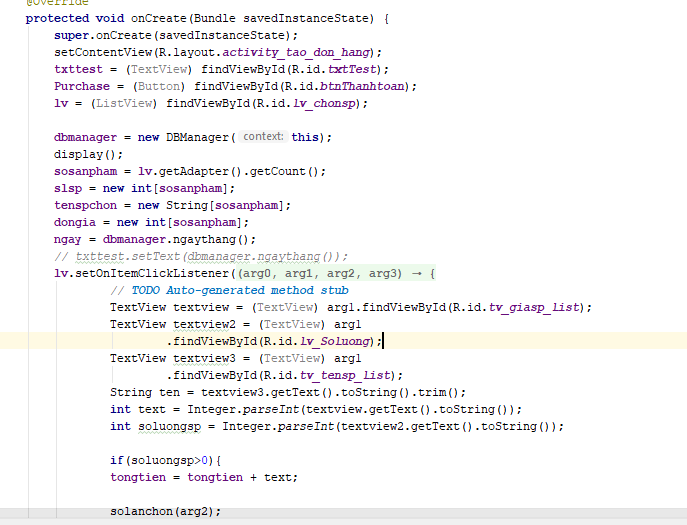 @Override
protected void onCreate(Bundle savedInstanceState) {
super.onCreate(savedInstanceState);
setContentView(R.layout.activity_tao_don_hang);
txttest = (TextView) findViewById(R.id.txtTest);
Purchase = (Button) findViewById(R.id.btnThanhtoan);
lv = (ListView) findViewById(R.id.lv_chonsp);
dbmanager = new DBManager( context: this);
display();
sosanpham = lv.getAdapter().getCount();
slsp = new int[sosanpham];
tenspchon = new String[sosanpham];
dongia = new int[sosanpham];
ngay = dbmanager.ngaythang();
// txttest.setText(dbmanager.ngaythang());
lv.setOnItemClickListener((arg0, arg1, arg2, arg3) → {
// TODO Auto-generated method stub
TextView textview = (TextView) arg1.findViewById(R.id.tv_giasp_list);
TextView textview2 = (TextView) arg1
.findViewById(R.id.lv_Soluong);
TextView textview3 = (TextView) arg1
.findViewById(R.id.tv_tensp_list);
String ten = textview3.getText().toString().trim();
int text = Integer.parseInt(textview.getText().toString());
int soluongsp = Integer.parseInt(textview2.getText().toString());
if(soluongsp>0){
tongtien = tongtien + text;
solanchon(arg2);